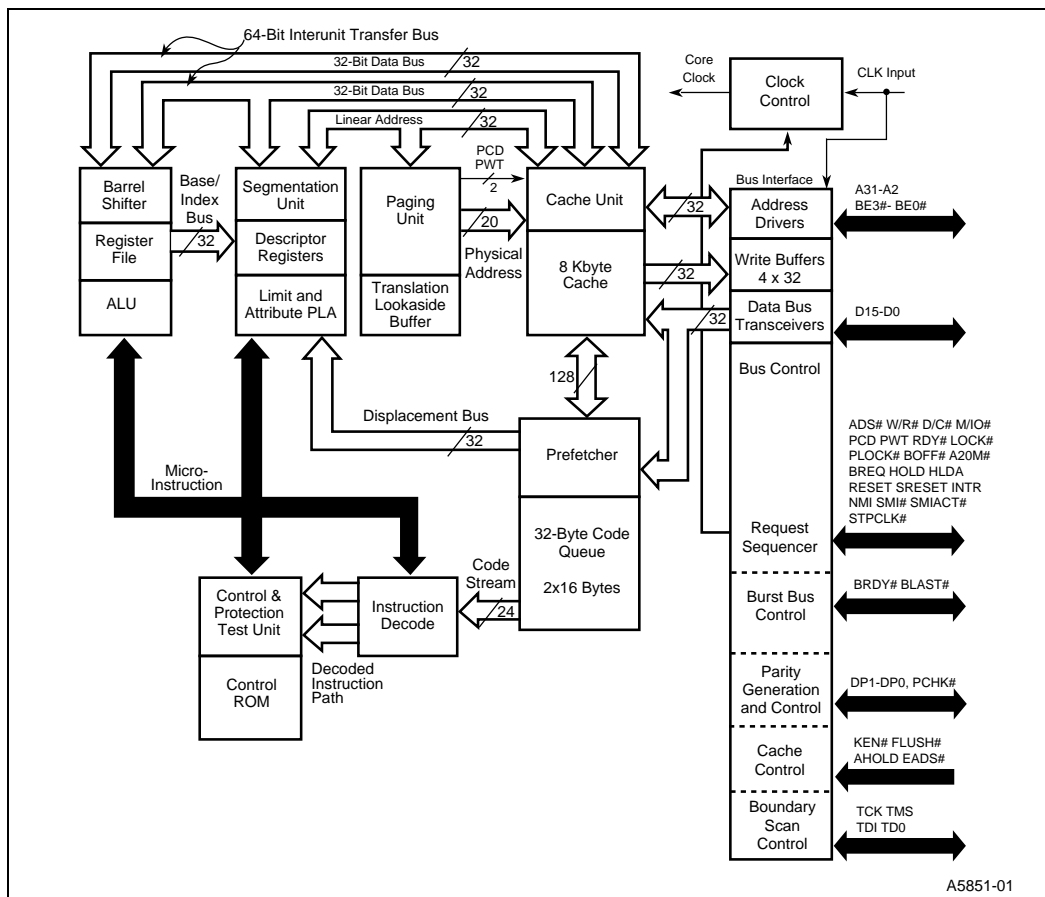 64-Bit Interunit Transfer Bus
32-Bit Data Bus
32
32-Bit Data Bus
32
Linear Address
32
Core
Clock
Clock
Control
CLK Input
PCD
PWT
2
Barrel
Shifter
Register
File
ALU
Base/
Index
Bus
32
Segmentation
Unit
Descriptor
Registers
Limit and
Attribute PLA
Paging
Unit
Translation
Lookaside
Buffer
20
Physical
Address
Cache Unit
8 Kbyte
Cache
32
32
32
Bus Interface
Address
Drivers
Write Buffers
4 x 32
Data Bus
Transceivers
Bus Control
Request
Sequencer
Burst Bus
Control
Parity
Generation
and Control
Cache
Control
Boundary
Scan
Control
A31-A2
BE3#- BE0#
D15-D0
ADS# W/R# D/C# M/IO#
PCD PWT RDY# LOCK#
PLOCK# BOFF# A20M#
BREQ HOLD HLDA
RESET SRESET INTR
NMI SMI# SMIACT#
STPCLK#
BRDY# BLAST#
DP1-DP0, PCHK#
KEN# FLUSH#
AHOLD EADS#
TCK TMS
TDI TD0
128
Displacement Bus
32
Prefetcher
32-Byte Code
Queue
2x16 Bytes
Micro-
Instruction
Code
Stream
24
Control &
Protection
Test Unit
Control
ROM
Instruction
Decode
Decoded
Instruction
Path
A5851-01